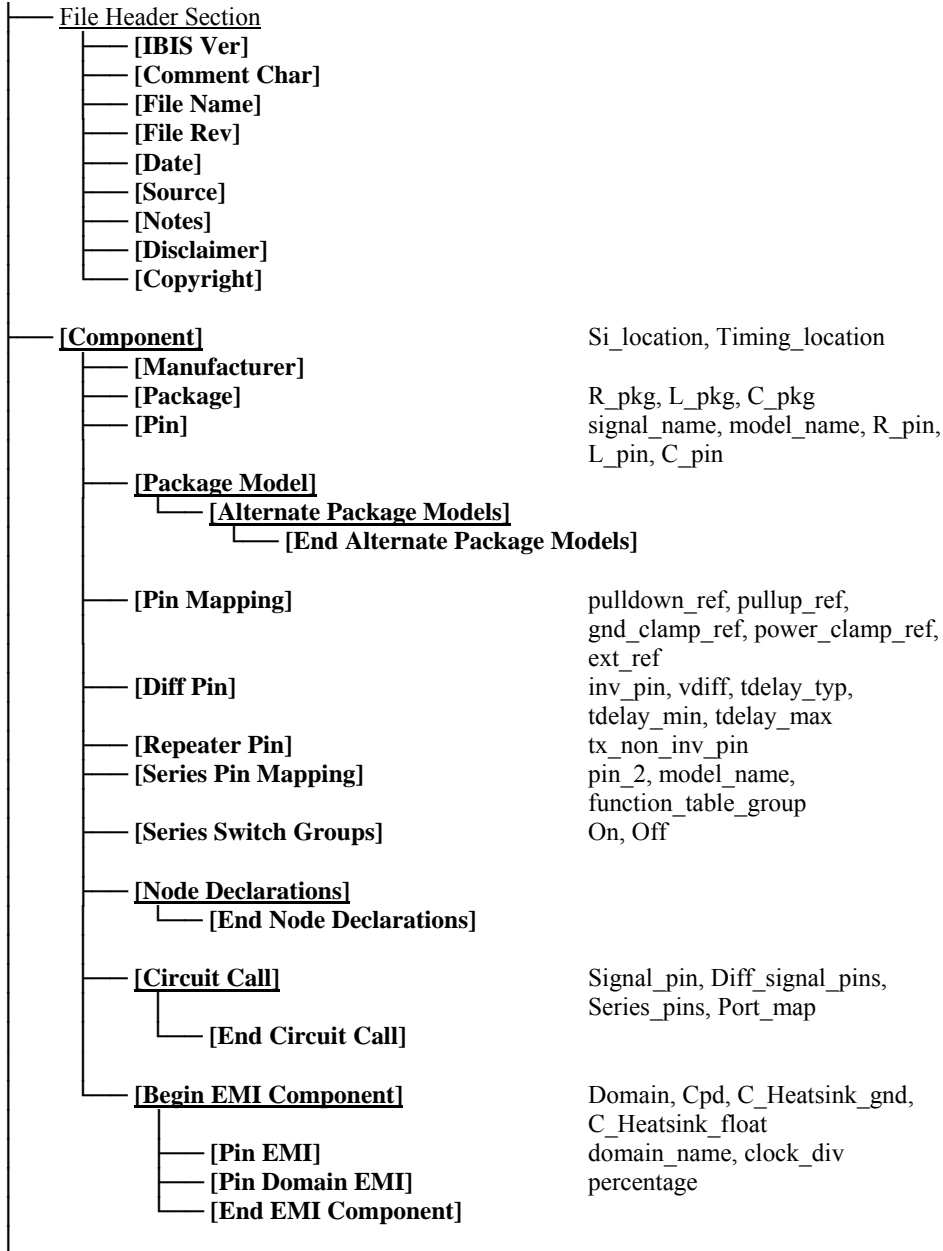 File Header Section
[IBIS Ver]
[Comment Char]
[File Name]
[File Rev]
[Date]
[Source]
[Notes]
[Disclaimer]
[Copyright]
[Component] Si_location, Timing_location
[Manufacturer]
[Package] R_pkg, L_pkg, C_pkg
[Pin] signal_name, model_name, R_pin,
L_pin, C_pin
[Package Model]
[Alternate Package Models]
[End Alternate Package Models]
[Pin Mapping] pulldown_ref, pullup_ref,
gnd_clamp_ref, power_clamp_ref,
ext_ref
[Diff Pin] inv_pin, vdiff, tdelay_typ,
tdelay_min, tdelay_max
[Repeater Pin] tx_non_inv_pin
[Series Pin Mapping] pin_2, model_name,
function_table_group
[Series Switch Groups] On, Off
[Node Declarations]
[End Node Declarations]
[Circuit Call] Signal_pin, Diff_signal_pins,
Series_pins, Port_map
[End Circuit Call]
[Begin EMI Component] Domain, Cpd, C_Heatsink_gnd,
C_Heatsink_float
[Pin EMI] domain_name, clock_div
[Pin Domain EMI] percentage
[End EMI Component]